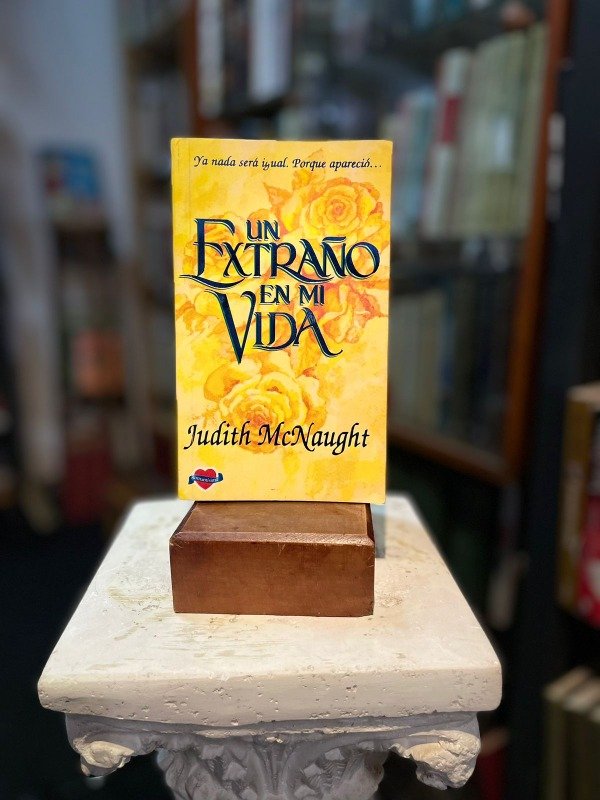 Ya nada será igual. Porque apareció...
UN
EXTRAÑO
EN MI
VIDA
Judith McNaught